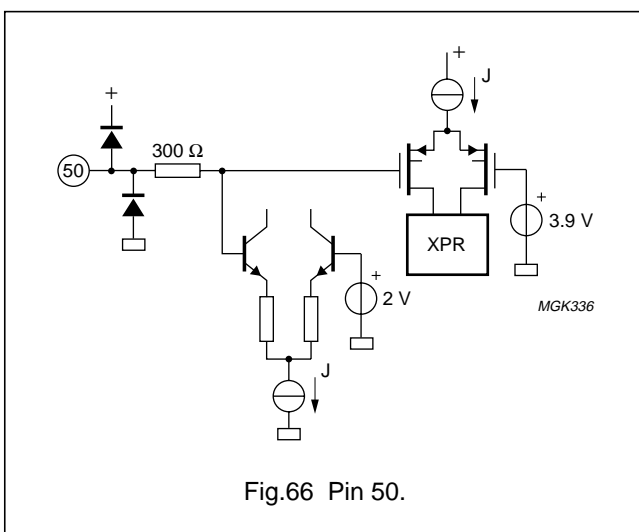 +
J
+
50
300 Ω
XPR
+
3.9 V
+
2 V
MGK336
J
Fig.66 Pin 50.